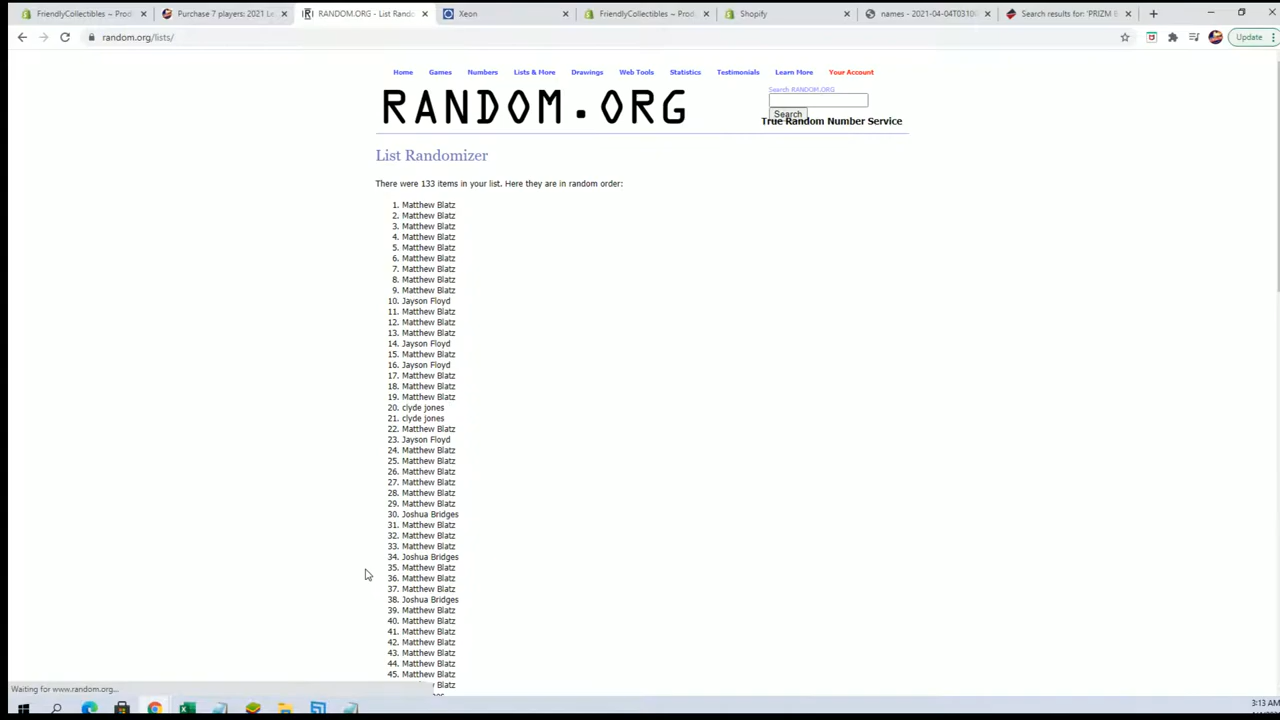 FriendlyCollectibles ~ Prod
Purchase 7 players: 2021 Le
RANDOM.ORG - List Rando
Xeon
FriendlyCollectibles ~ Prod
Shopify
names - 2021-04-04T0310
Search results for: 'PRIZM B
random.org/lists/
Update
Home Games Numbers Lists & More Drawings Web Tools Statistics Testimonials Learn More Your Account
RANDOM.ORG
Search RANDOM.ORG
Search
True Random Number Service
List Randomizer
There were 133 items in your list. Here they are in random order:
1. Matthew Blatz
2. Matthew Blatz
3. Matthew Blatz
4. Matthew Blatz
5. Matthew Blatz
6. Matthew Blatz
7. Matthew Blatz
8. Matthew Blatz
9. Matthew Blatz
10. Jayson Floyd
11. Matthew Blatz
12. Matthew Blatz
13. Matthew Blatz
14. Jayson Floyd
15. Matthew Blatz
16. Jayson Floyd
17. Matthew Blatz
18. Matthew Blatz
19. Matthew Blatz
20. clyde jones
21. clyde jones
22. Matthew Blatz
23. Jayson Floyd
24. Matthew Blatz
25. Matthew Blatz
26. Matthew Blatz
27. Matthew Blatz
28. Matthew Blatz
29. Matthew Blatz
30. Joshua Bridges
31. Matthew Blatz
32. Matthew Blatz
33. Matthew Blatz
34. Joshua Bridges
35. Matthew Blatz
36. Matthew Blatz
37. Matthew Blatz
38. Joshua Bridges
39. Matthew Blatz
40. Matthew Blatz
41. Matthew Blatz
42. Matthew Blatz
43. Matthew Blatz
44. Matthew Blatz
45. Matthew Blatz
Blatz
Waiting for www.random.org...
3:13 AM